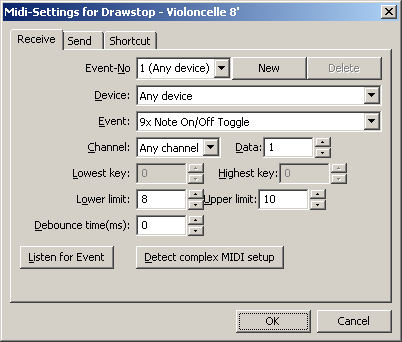 Midi-Settings for Drawstop - Violoncelle 8'
Receive Send Shortcut
Event-No 1 (Any device) New Delete
Device: Any device
Event: 9x Note On/Off Toggle
Channel: Any channel Data: 1
Lowest key: 0 Highest key: 0
Lower limit: 8 Upper limit: 10
Debounce time(ms): 0
Listen for Event Detect complex MIDI setup
OK Cancel